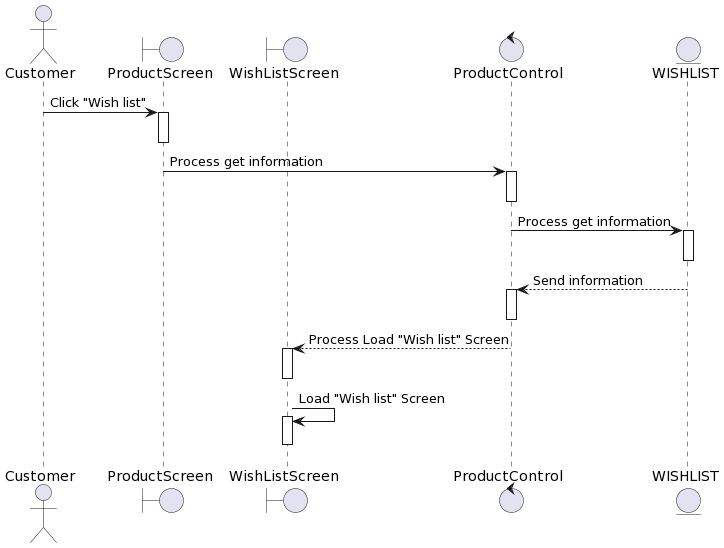 Customer ProductScreen WishListScreen ProductControl WISHLIST
Click "Wish list"
Process get information
Process get information
Send information
Process Load "Wish list" Screen
Load "Wish list" Screen
Customer ProductScreen WishListScreen ProductControl WISHLIST